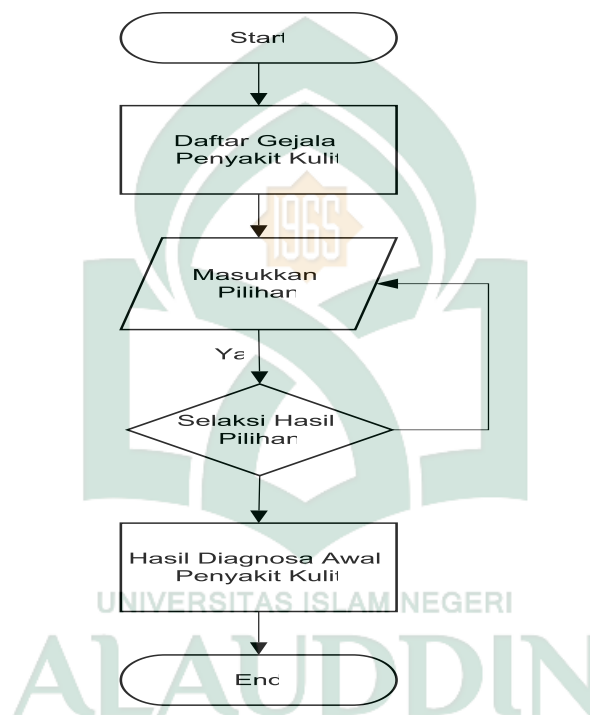 Start
Daftar Gejala
Penyakit Kulit
1965
Masukkan
Pilihan
Ya
Selaksi Hasil
Pilihan
Hasil Diagnosa Awal
Penyakit Kulit
UNIVERSITAS ISLAM NEGERI
ALAUDDIN
End